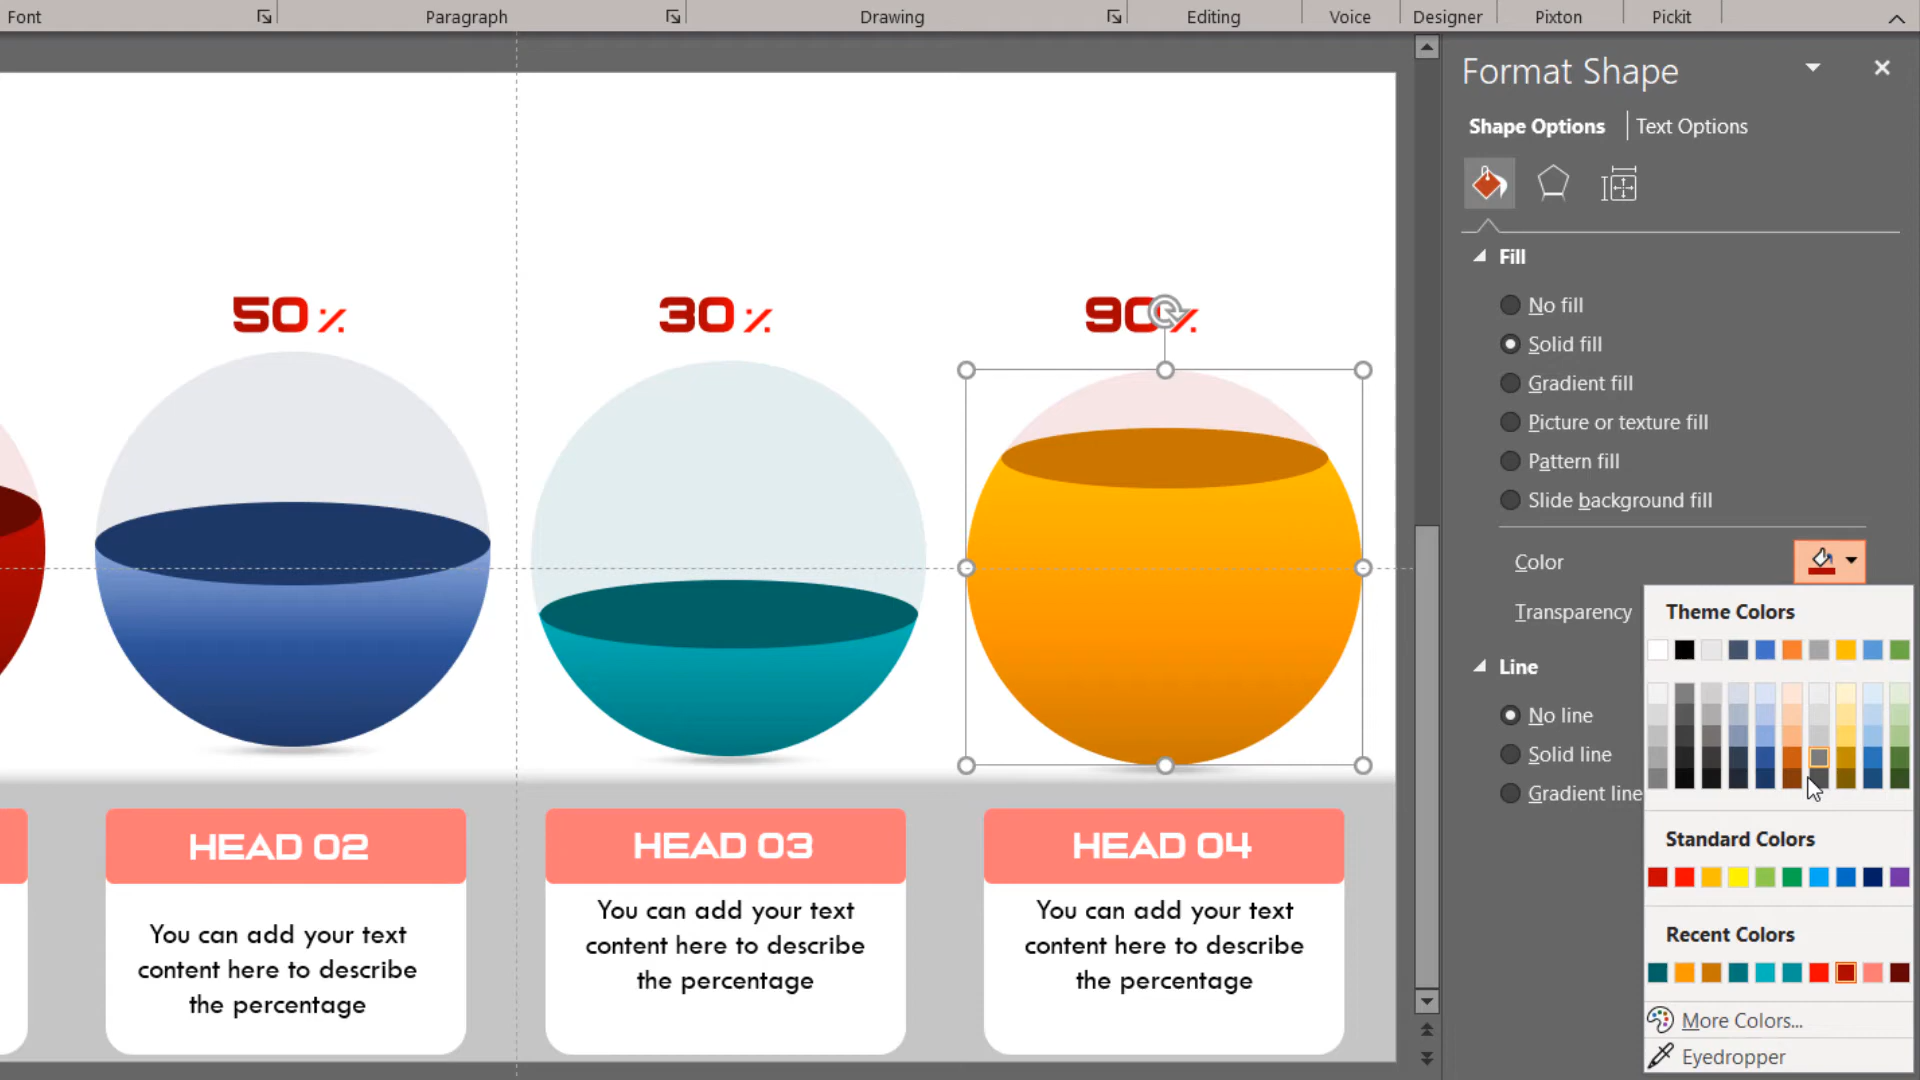 Font
Paragraph
Drawing
Editing
Voice
Designer
Pixton
Pickit
Format Shape
Shape Options
Text Options
Fill
No fill
Solid fill
Gradient fill
Picture or texture fill
Pattern fill
Slide background fill
Color
Transparency
Line
No line
Solid line
Gradient line
Theme Colors
Standard Colors
Recent Colors
More Colors...
Eyedropper
50 %
30 %
90%
HEAD 02
You can add your text
content here to describe
the percentage
HEAD 03
You can add your text
content here to describe
the percentage
HEAD 04
You can add your text
content here to describe
the percentage